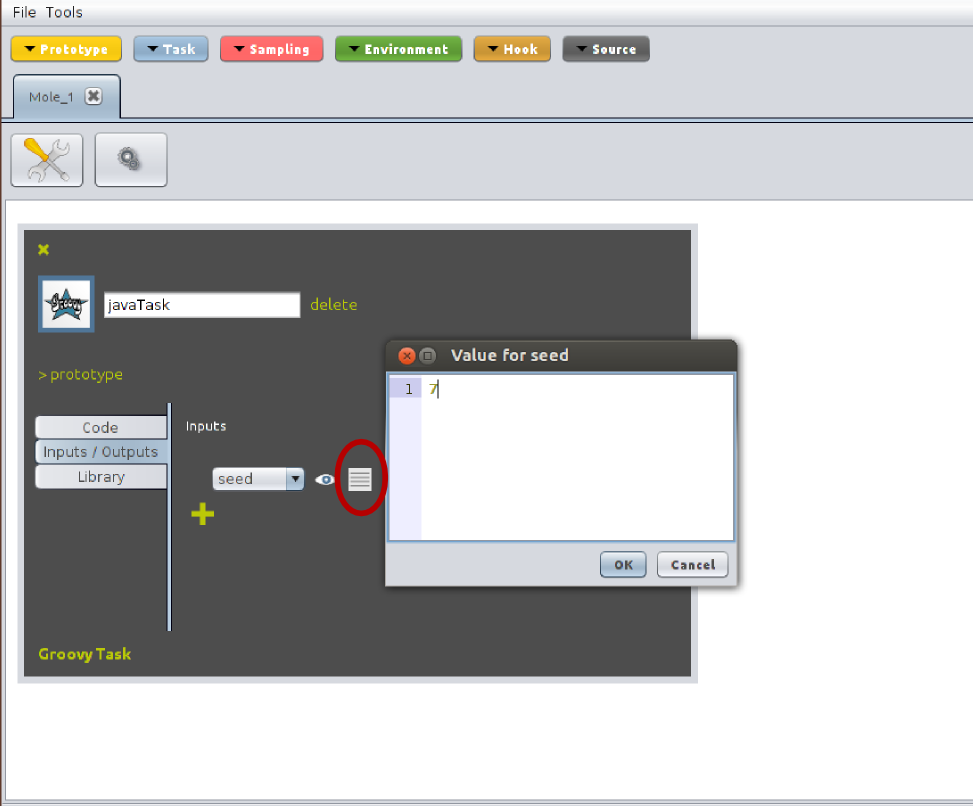 File Tools
Prototype Task Sampling Environment Hook Source
Mole_1
Groovy
javaTask delete
Value for seed
> prototype
1 7
Code
Inputs
Inputs / Outputs
Library
seed
OK Cancel
Groovy Task